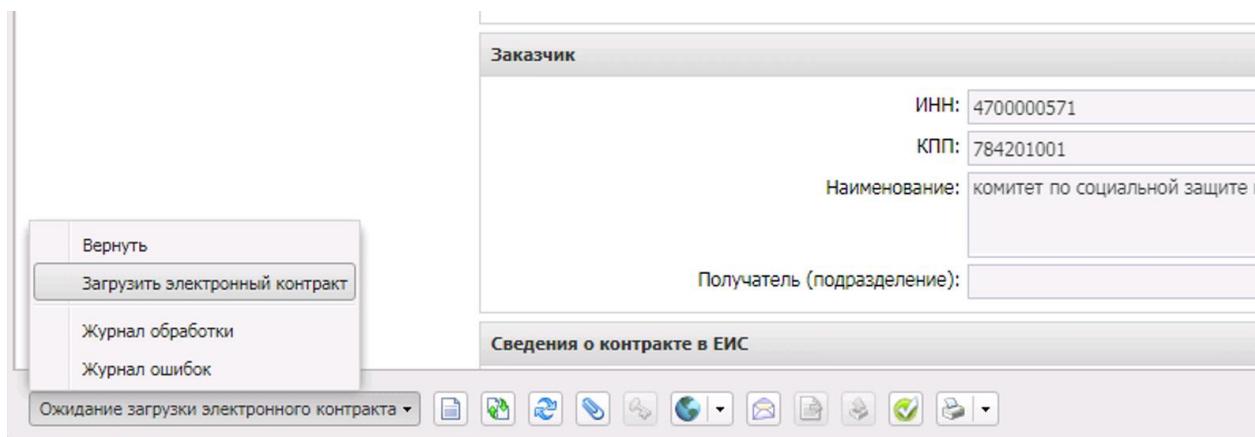 Заказчик
ИНН: 4700000571
КПП: 784201001
Наименование: комитет по социальной защите
Получатель (подразделение):
Сведения о контракте в ЕИС
Вернуть
Загрузить электронный контракт
Журнал обработки
Журнал ошибок
Ожидание загрузки электронного контракта